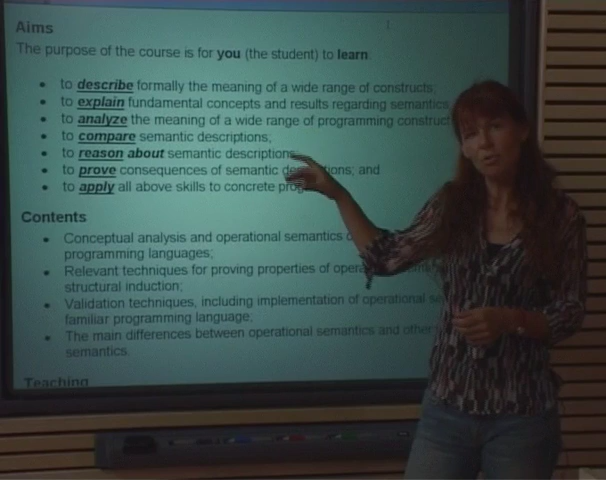 Aims
The purpose of the course is for you (the student) to learn:
• to describe formally the meaning of a wide range of constructs;
• to explain fundamental concepts and results regarding semantics
• to analyze the meaning of a wide range of programming construct
• to compare semantic descriptions;
• to reason about semantic descriptions;
• to prove consequences of semantic descriptions; and
• to apply all above skills to concrete
Contents
• Conceptual analysis and operational semantics
programming languages;
• Relevant techniques for proving properties of
structural induction;
• Validation techniques, including implementation of operational
familiar programming language;
• The main differences between operational semantics and other
semantics.
Teaching